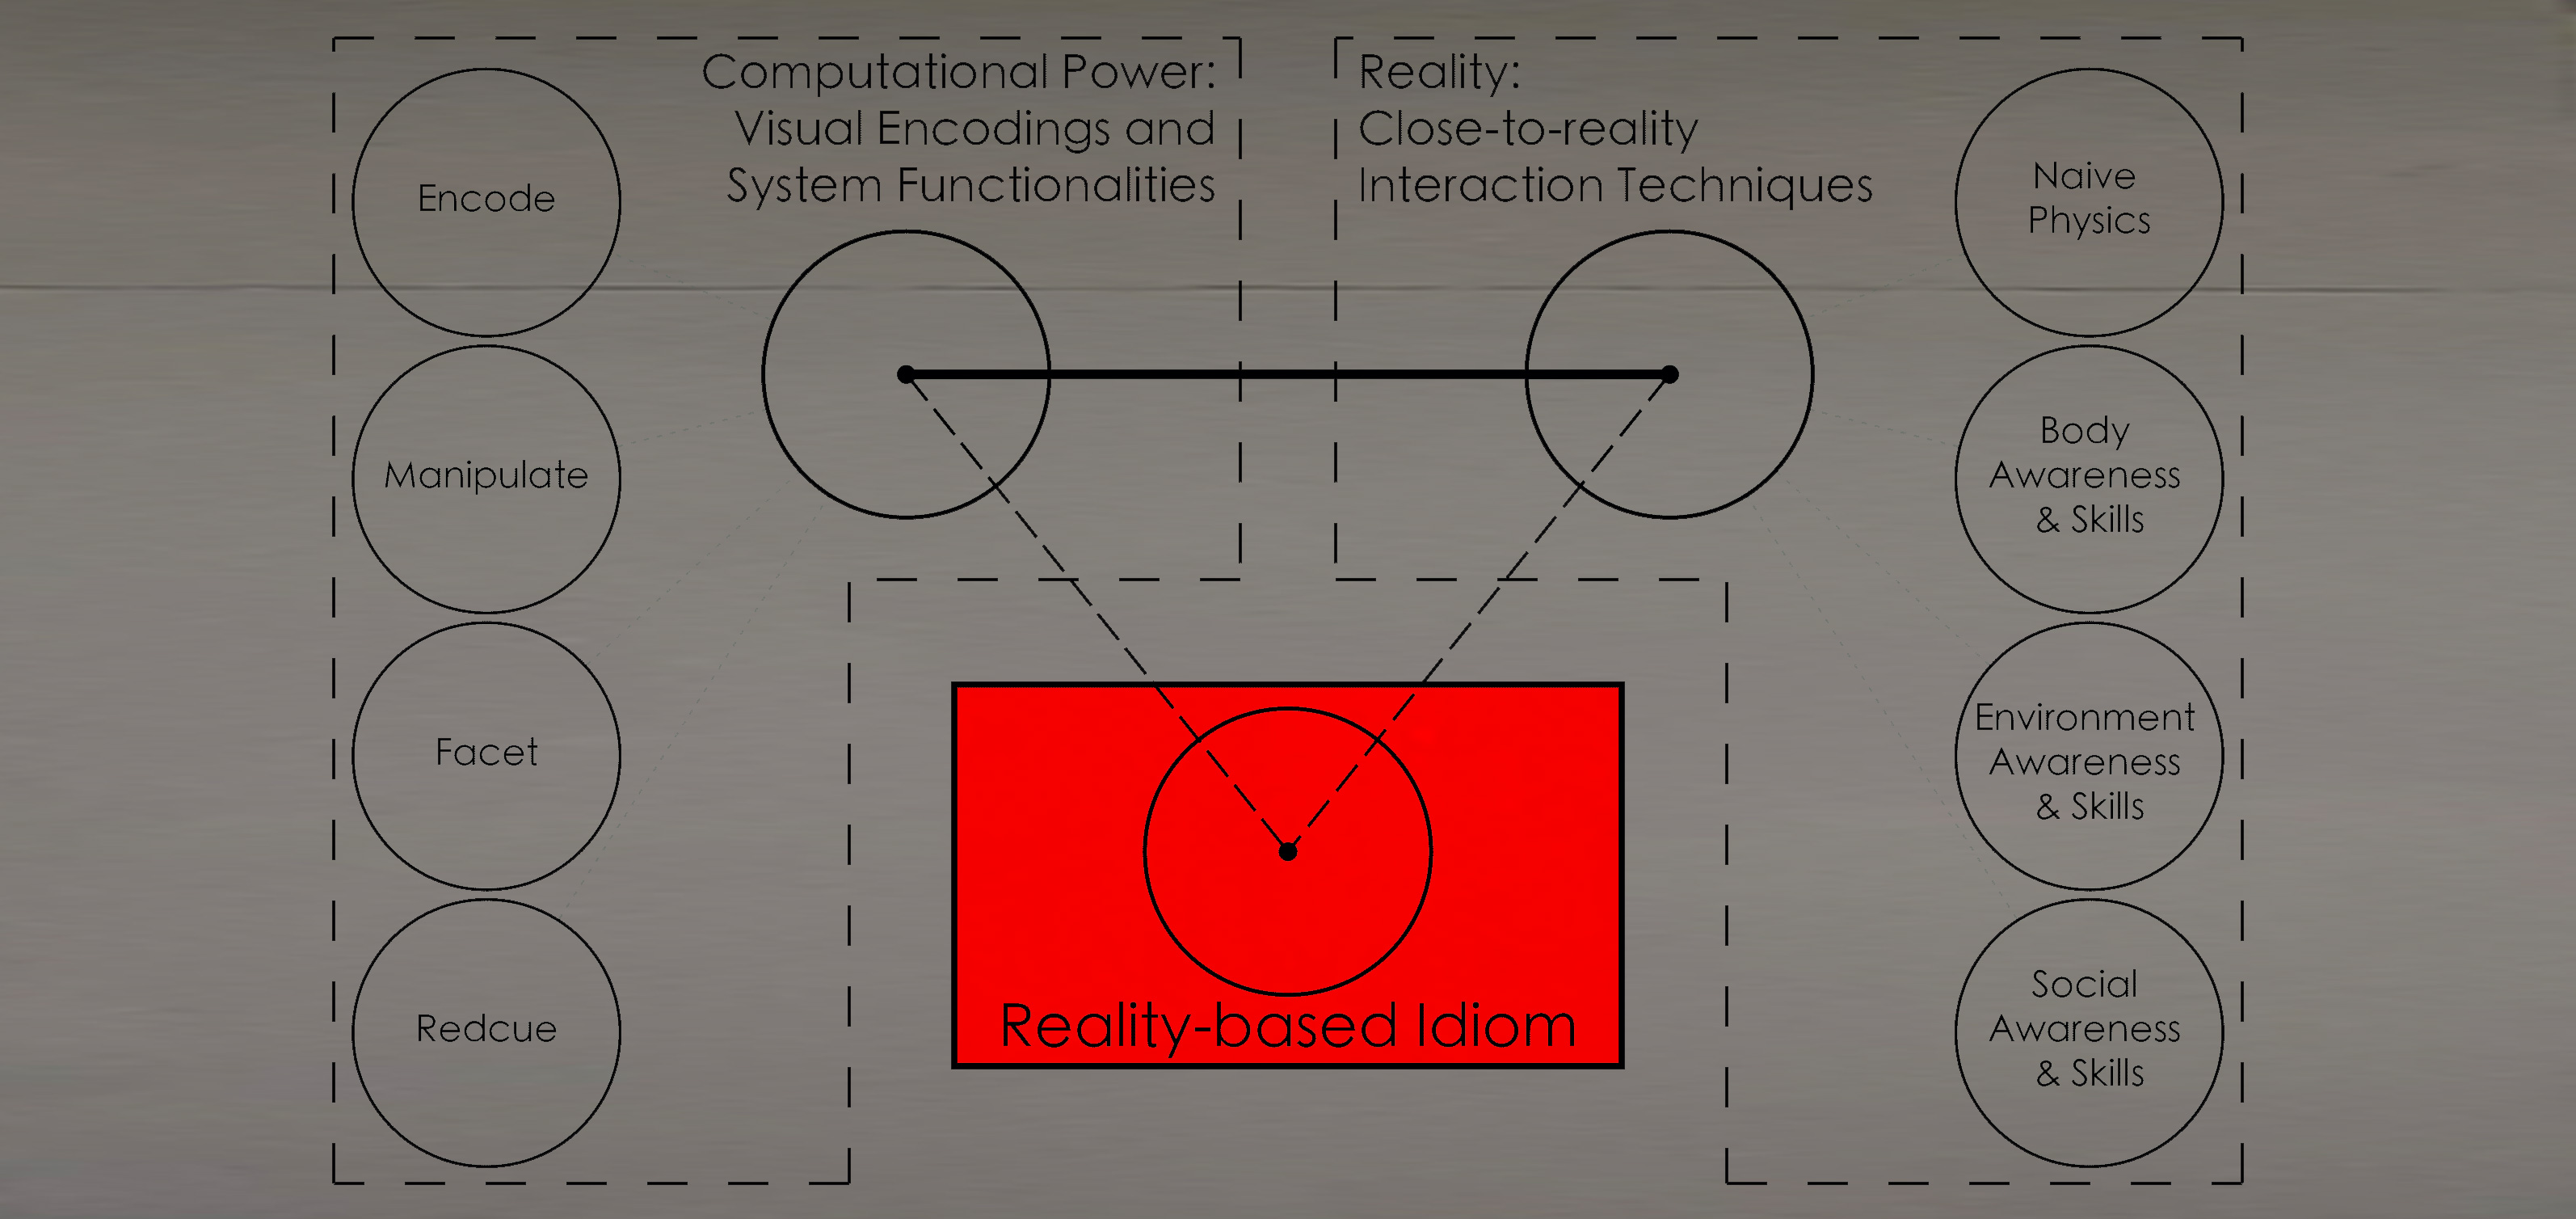 Computational Power:
Visual Encodings and
System Functionalities
Encode
Manipulate
Facet
Redcue
Reality:
Close-to-reality
Interaction Techniques
Naive
Physics
Body
Awareness
& Skills
Environment
Awareness
& Skills
Social
Awareness
& Skills
Reality-based Idiom